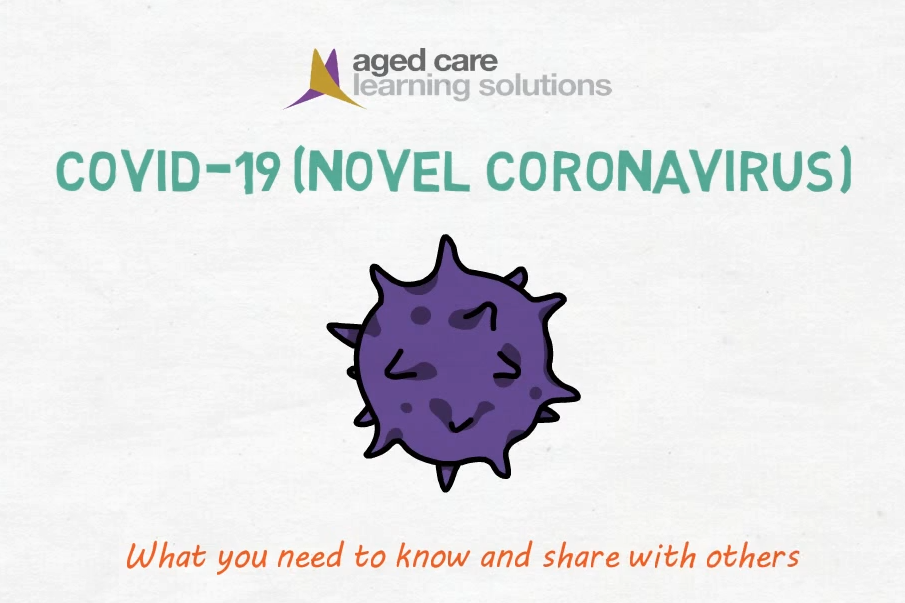 aged care
learning solutions
COVID-19 (NOVEL CORONAVIRUS)
What you need to know and share with others